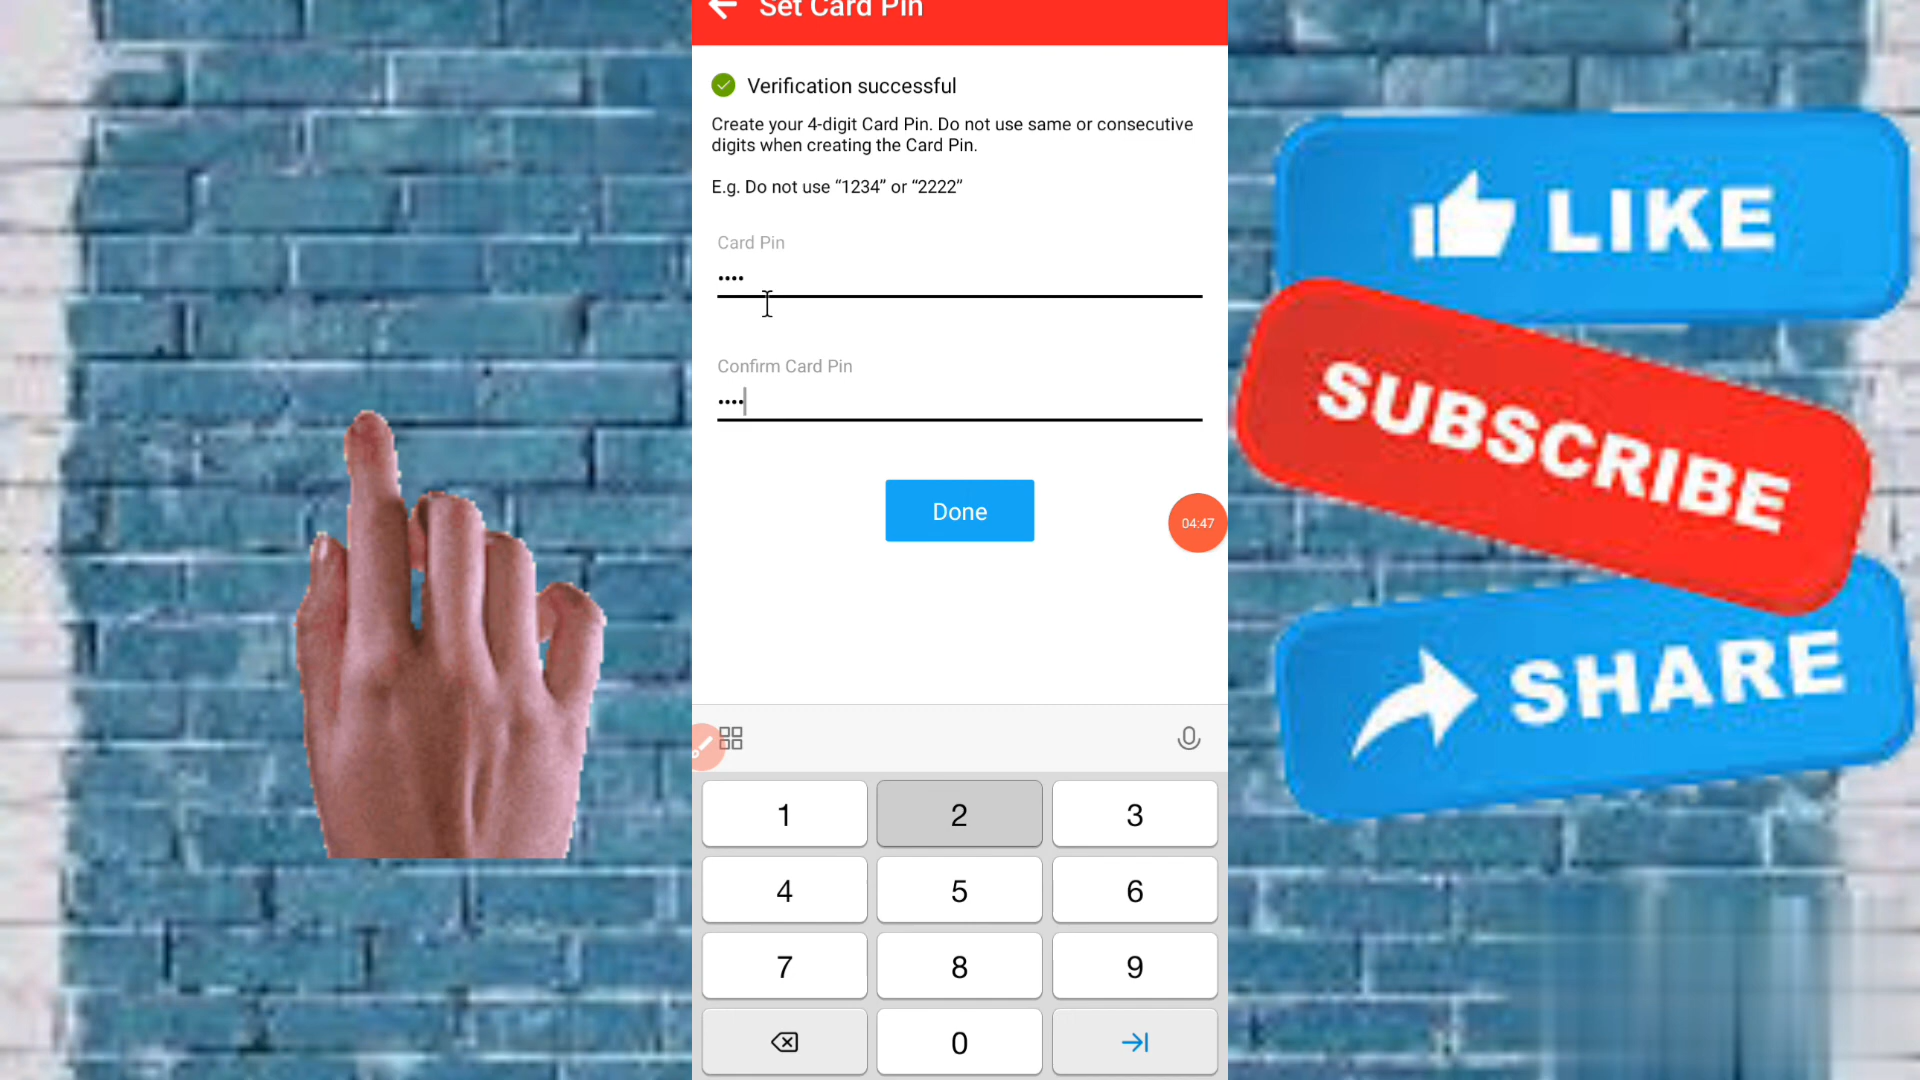 Set Card Pin
Verification successful
Create your 4-digit Card Pin. Do not use same or consecutive
digits when creating the Card Pin.
E.g. Do not use “1234” or “2222”
Card Pin
••••
Confirm Card Pin
••••
Done
04:47
1 2 3
4 5 6
7 8 9
0
LIKE
SUBSCRIBE
SHARE